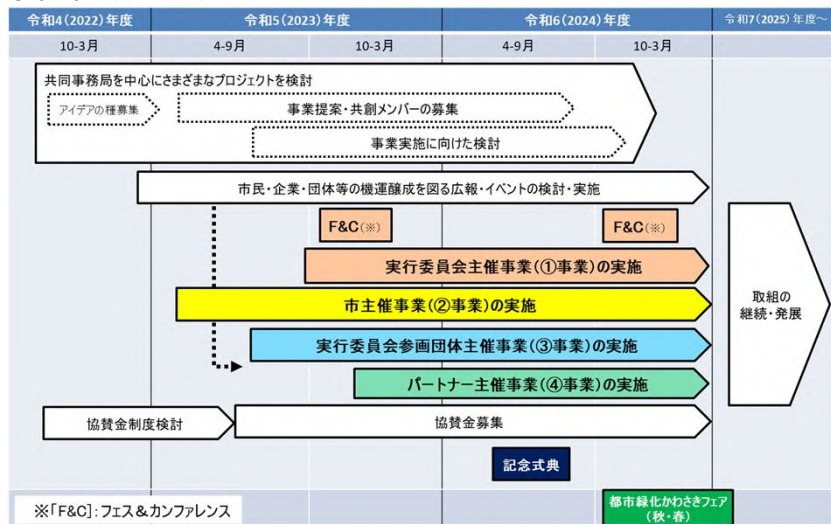 令和4(2022)年度
令和5(2023)年度
令和6(2024)年度
令和7(2025)年度～
10-3月
4-9月
10-3月
4-9月
10-3月
共同事務局を中心にさまざまなプロジェクトを検討
アイデアの種募集
事業提案・共創メンバーの募集
事業実施に向けた検討
市民・企業・団体等の機運醸成を図る広報・イベントの検討・実施
F&C(※)
F&C(※)
実行委員会主催事業(①事業)の実施
市主催事業(②事業)の実施
実行委員会参画団体主催事業(③事業)の実施
パートナー主催事業(④事業)の実施
取組の
継続・発展
協賛金制度検討
協賛金募集
記念式典
都市緑化かわさきフェア
(秋・春)
※「F&C」：フェス＆カンファレンス